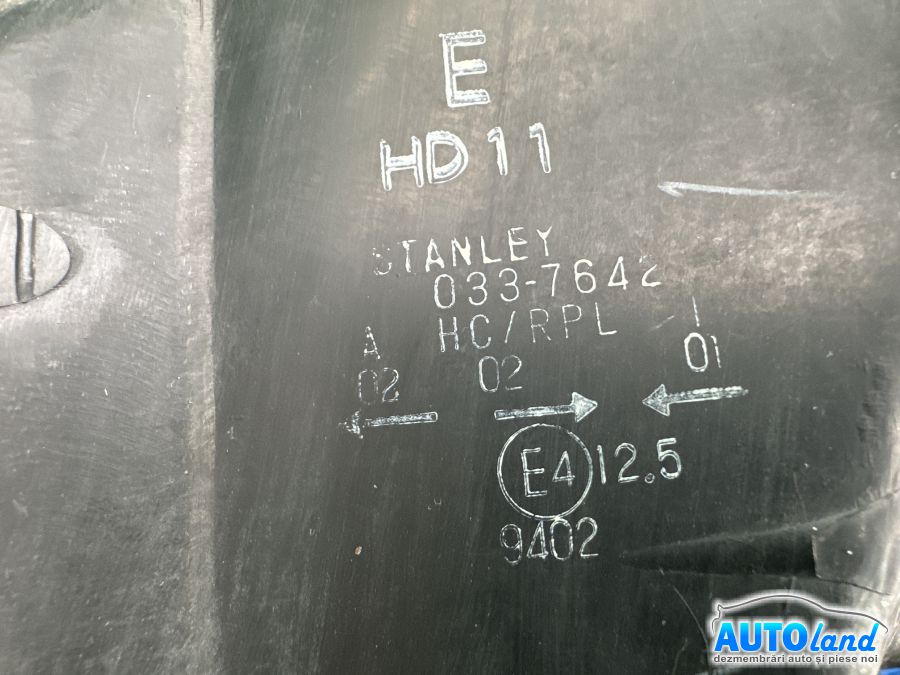 E
HD11
STANLEY
033-7642
A HC/RPL 1
02 02 01
E4 12.5
9402
AUTOland
dezmembrări auto și piese noi